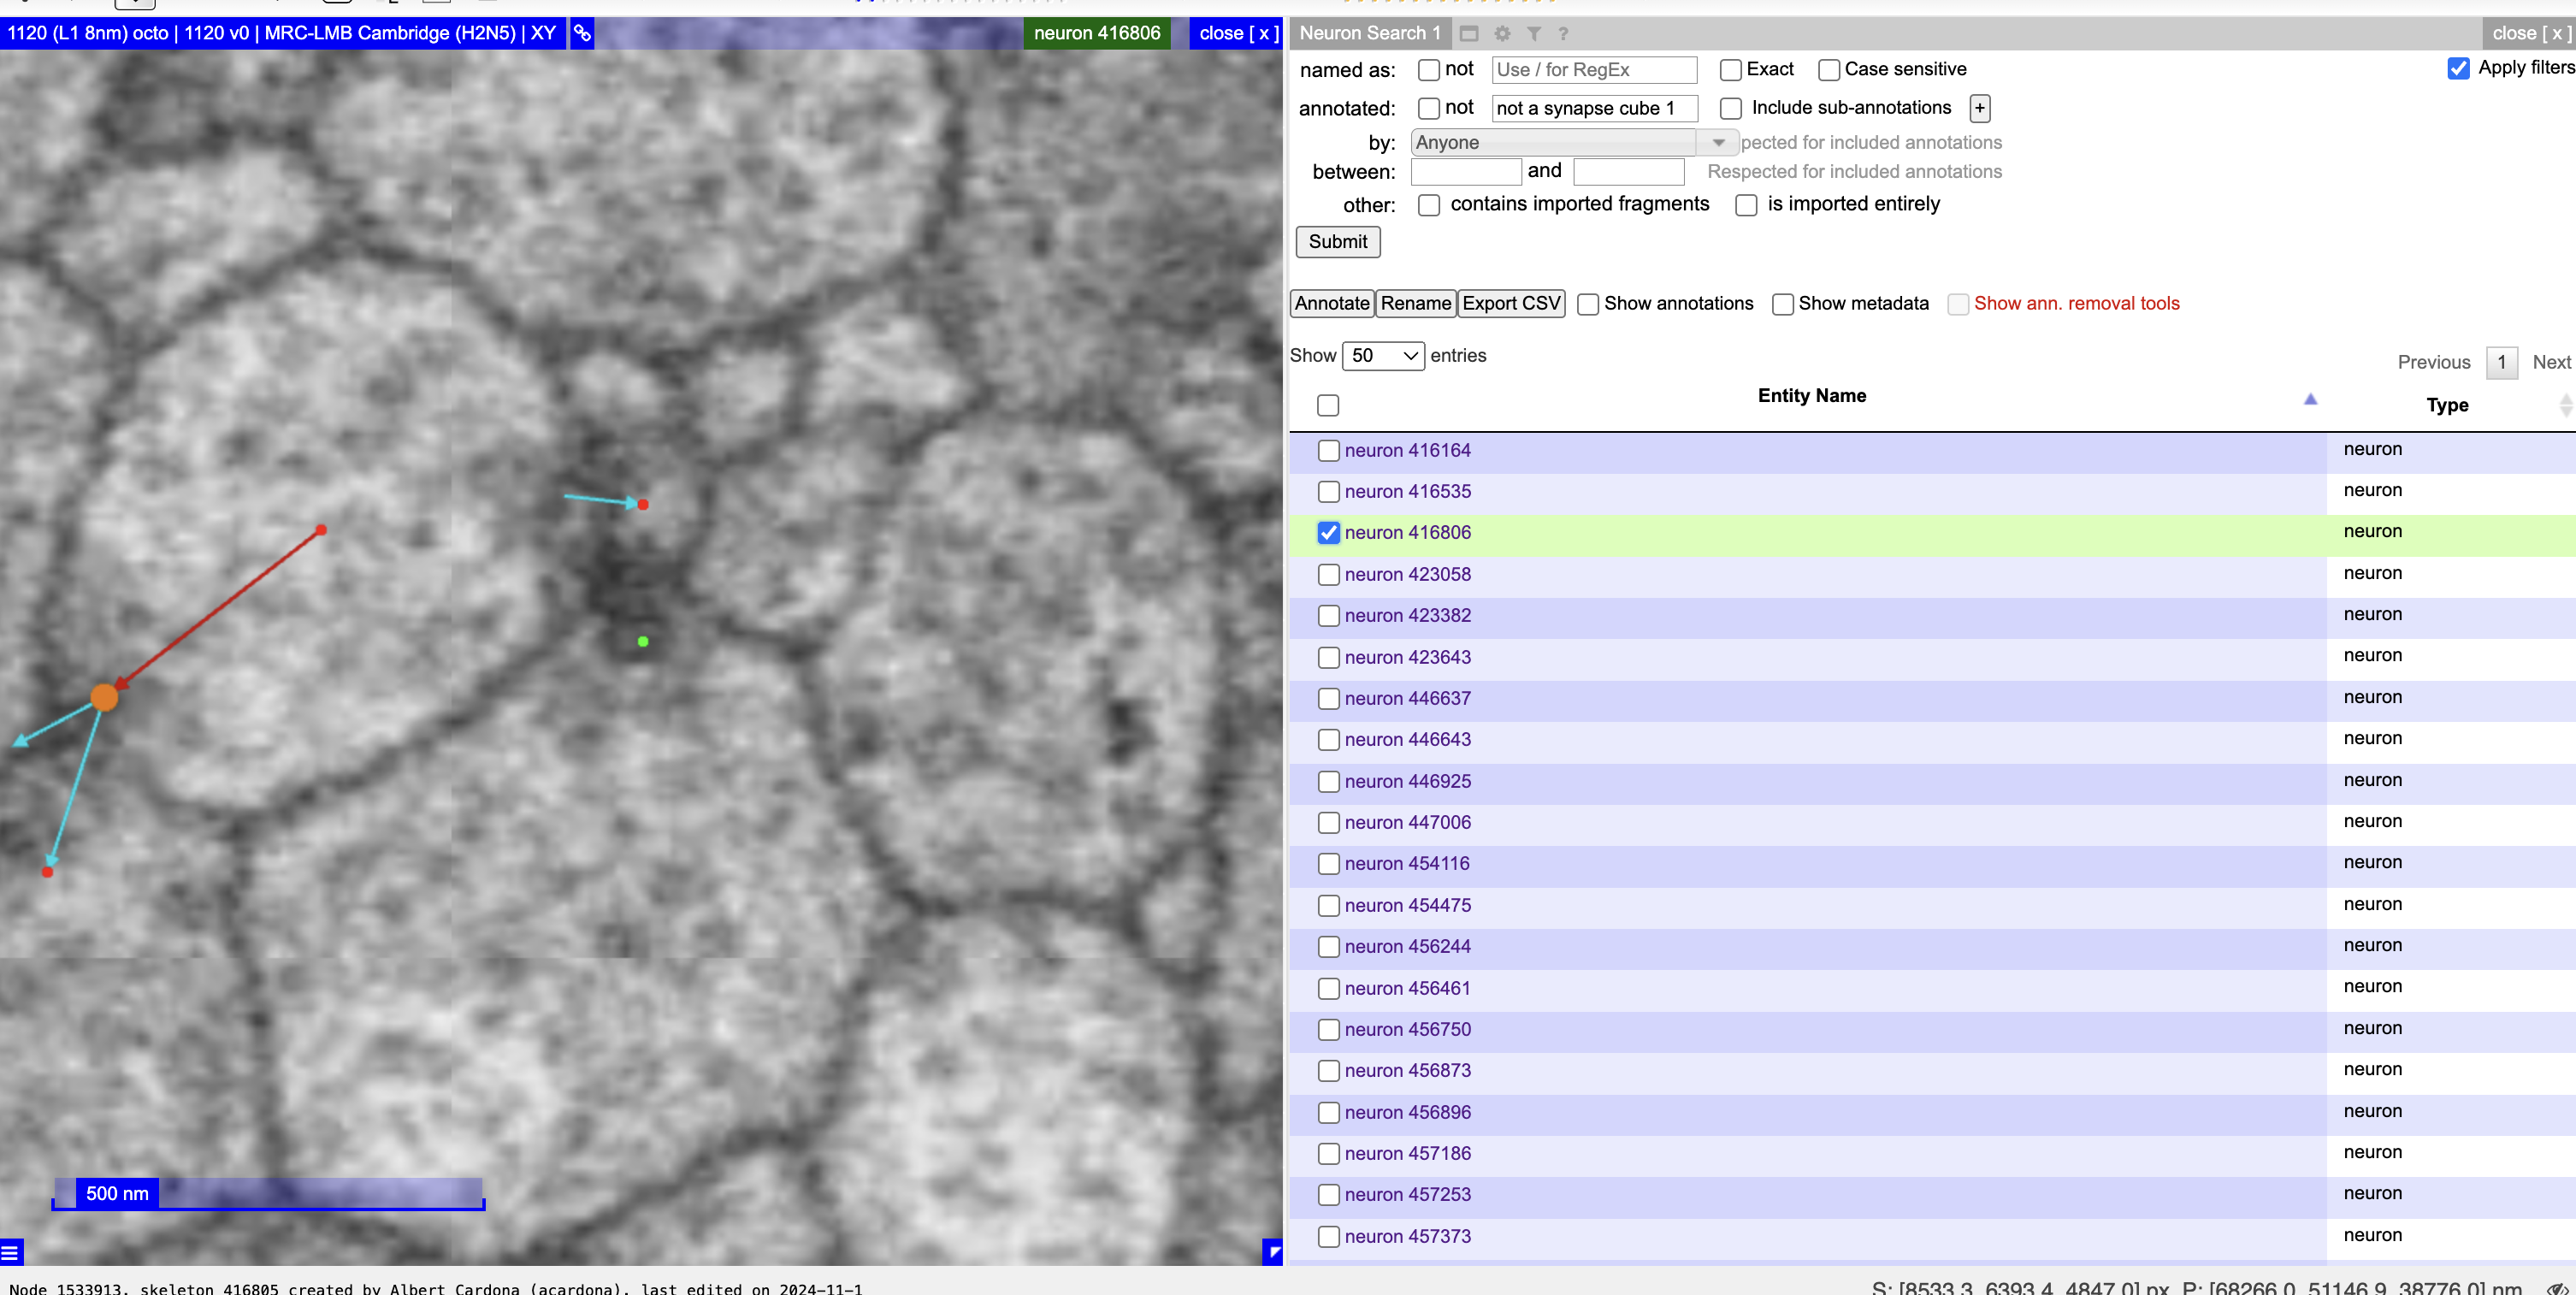 1120 (L1 8nm) octo | 1120 v0 | MRC-LMB Cambridge (H2N5) | XY
neuron 416806
close [ x ]
500 nm
Neuron Search 1
?
close [ x ]
named as: not Use / for RegEx Exact Case sensitive
Apply filters
annotated: not not a synapse cube 1 Include sub-annotations +
by: Anyone pected for included annotations
between: and Respected for included annotations
other: contains imported fragments is imported entirely
Submit
Annotate Rename Export CSV Show annotations Show metadata Show ann. removal tools
Show 50 entries
Previous 1 Next
Entity Name Type
neuron 416164 neuron
neuron 416535 neuron
neuron 416806 neuron
neuron 423058 neuron
neuron 423382 neuron
neuron 423643 neuron
neuron 446637 neuron
neuron 446643 neuron
neuron 446925 neuron
neuron 447006 neuron
neuron 454116 neuron
neuron 454475 neuron
neuron 456244 neuron
neuron 456461 neuron
neuron 456750 neuron
neuron 456873 neuron
neuron 456896 neuron
neuron 457186 neuron
neuron 457253 neuron
neuron 457373 neuron
Node 1533913, skeleton 416805 created by Albert Cardona (acardona), last edited on 2024-11-1
S: [8533.3, 6393.4, 4847.0] px, P: [68266.0, 51146.9, 38776.0] nm